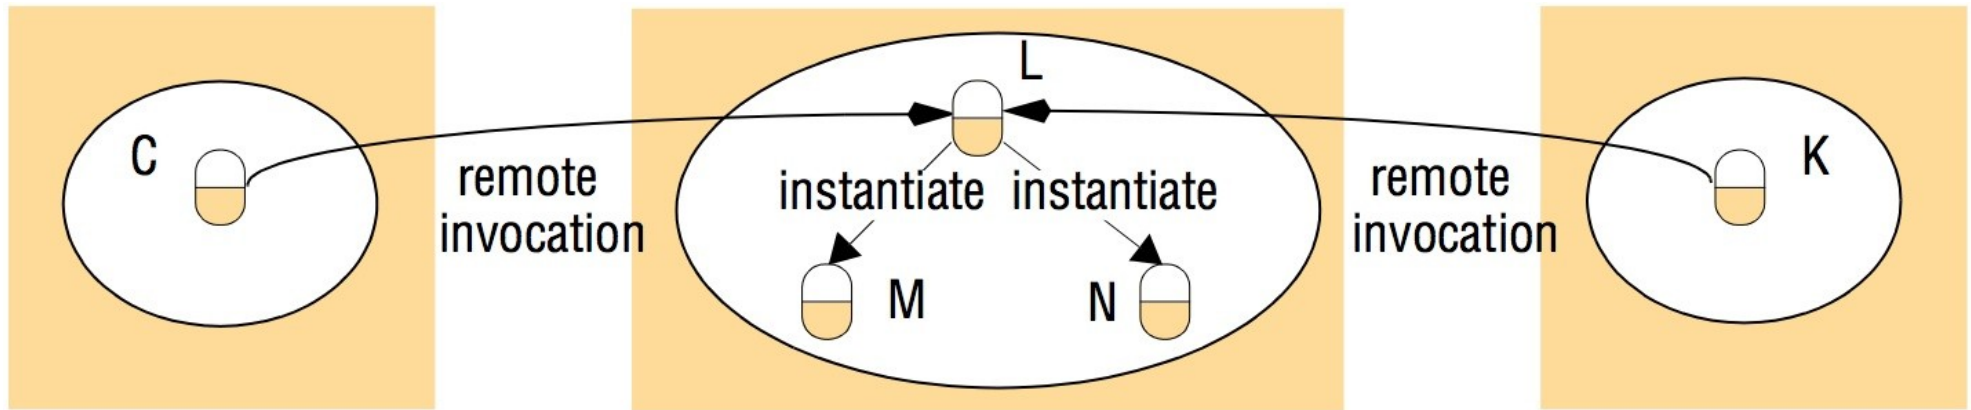 C
remote
invocation
L
instantiate
instantiate
M
N
remote
invocation
K